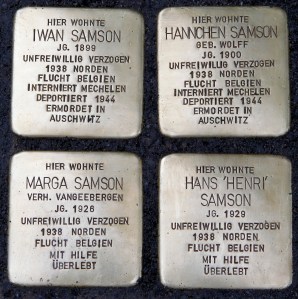 HIER WOHNTE
IWAN SAMSON
JG. 1899
UNFREIWILLIG VERZOGEN
1938 NORDEN
FLUCHT BELGIEN
INTERNIERT MECHELEN
DEPORTIERT 1944
ERMORDET IN
AUSCHWITZ
HIER WOHNTE
HANNCHEN SAMSON
GEB. WOLFF
JG. 1900
UNFREIWILLIG VERZOGEN
1938 NORDEN
FLUCHT BELGIEN
INTERNIERT MECHELEN
DEPORTIERT 1944
ERMORDET IN
AUSCHWITZ
HIER WOHNTE
MARGA SAMSON
VERH. VANGEEBERGEN
JG. 1926
UNFREIWILLIG VERZOGEN
1938 NORDEN
FLUCHT BELGIEN
MIT HILFE
ÜBERLEBT
HIER WOHNTE
HANS 'HENRI'
SAMSON
JG. 1929
UNFREIWILLIG VERZOGEN
1938 NORDEN
FLUCHT BELGIEN
MIT HILFE
ÜBERLEBT